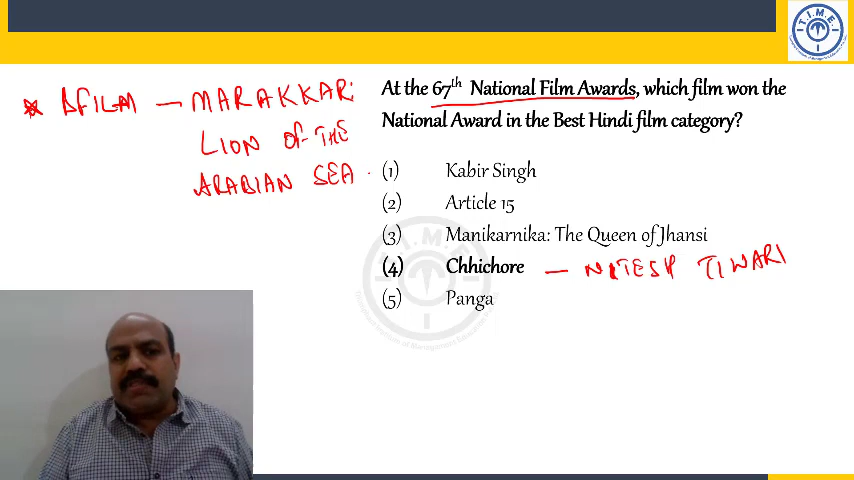 T.I.M.E.
At the 67th National Film Awards, which film won the
National Award in the Best Hindi film category?
(1) Kabir Singh
(2) Article 15
(3) Manikarnika: The Queen of Jhansi
(4) Chhichore — NITESH TIWARI
(5) Panga
BFILM — MARAKKAR:
LION OF THE
ARABIAN SEA